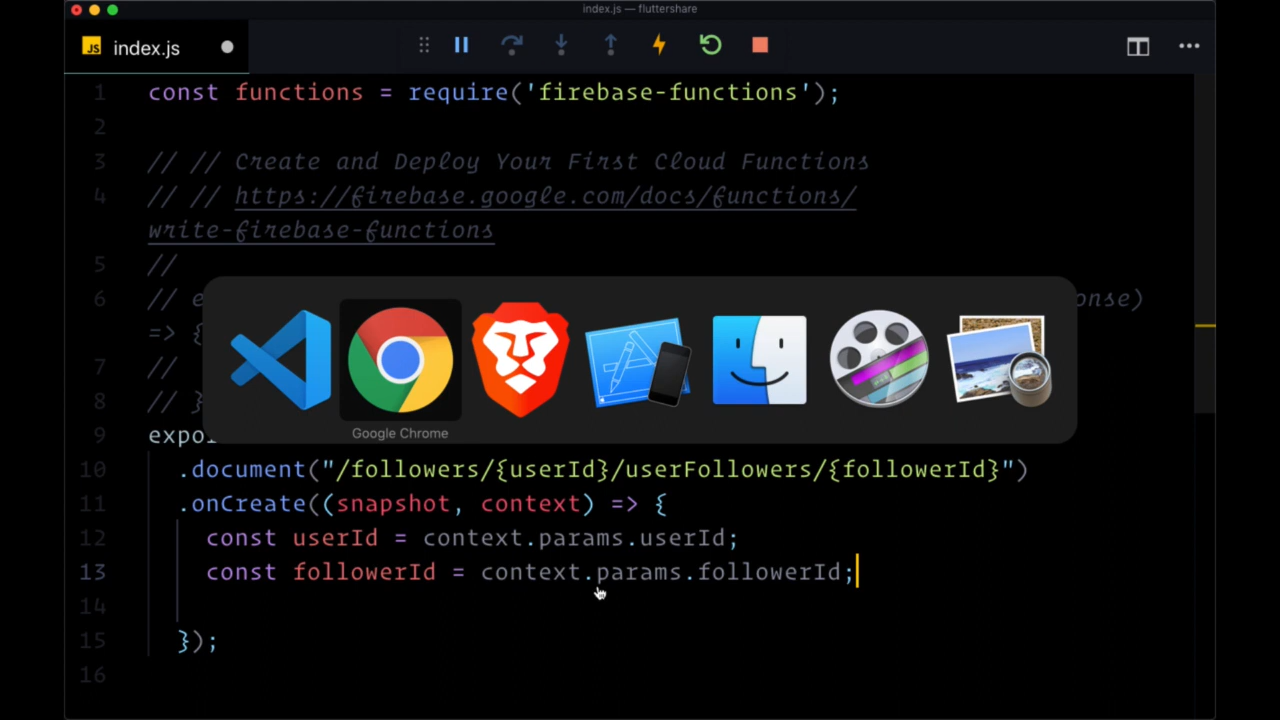 index.js — fluttershare
JS index.js
1 const functions = require('firebase-functions');
2
3 // // Create and Deploy Your First Cloud Functions
4 // // https://firebase.google.com/docs/functions/
write-firebase-functions
5 //
6 // e onse)
=> {
7 //
8 // }
9 expor
Google Chrome
10 .document("/followers/{userId}/userFollowers/{followerId}")
11 .onCreate((snapshot, context) => {
12 const userId = context.params.userId;
13 const followerId = context.params.followerId;
14
15 });
16